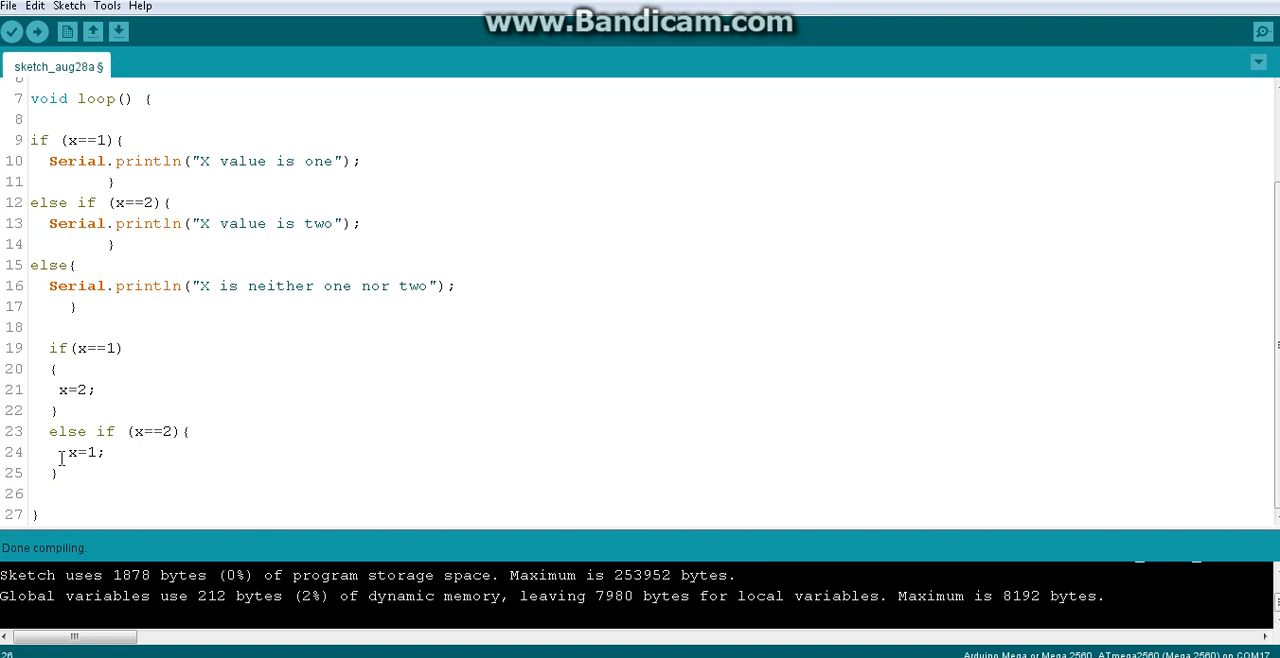 File Edit Sketch Tools Help
www.Bandicam.com
sketch_aug28a §
6
7 void loop() {
8
9 if (x==1){
10 Serial.println("X value is one");
11 }
12 else if (x==2){
13 Serial.println("X value is two");
14 }
15 else{
16 Serial.println("X is neither one nor two");
17 }
18
19 if(x==1)
20 {
21 x=2;
22 }
23 else if (x==2){
24 x=1;
25 }
26
27 }
Done compiling.
Sketch uses 1878 bytes (0%) of program storage space. Maximum is 253952 bytes.
Global variables use 212 bytes (2%) of dynamic memory, leaving 7980 bytes for local variables. Maximum is 8192 bytes.
26 Arduino Mega or Mega 2560, ATmega2560 (Mega 2560) on COM17